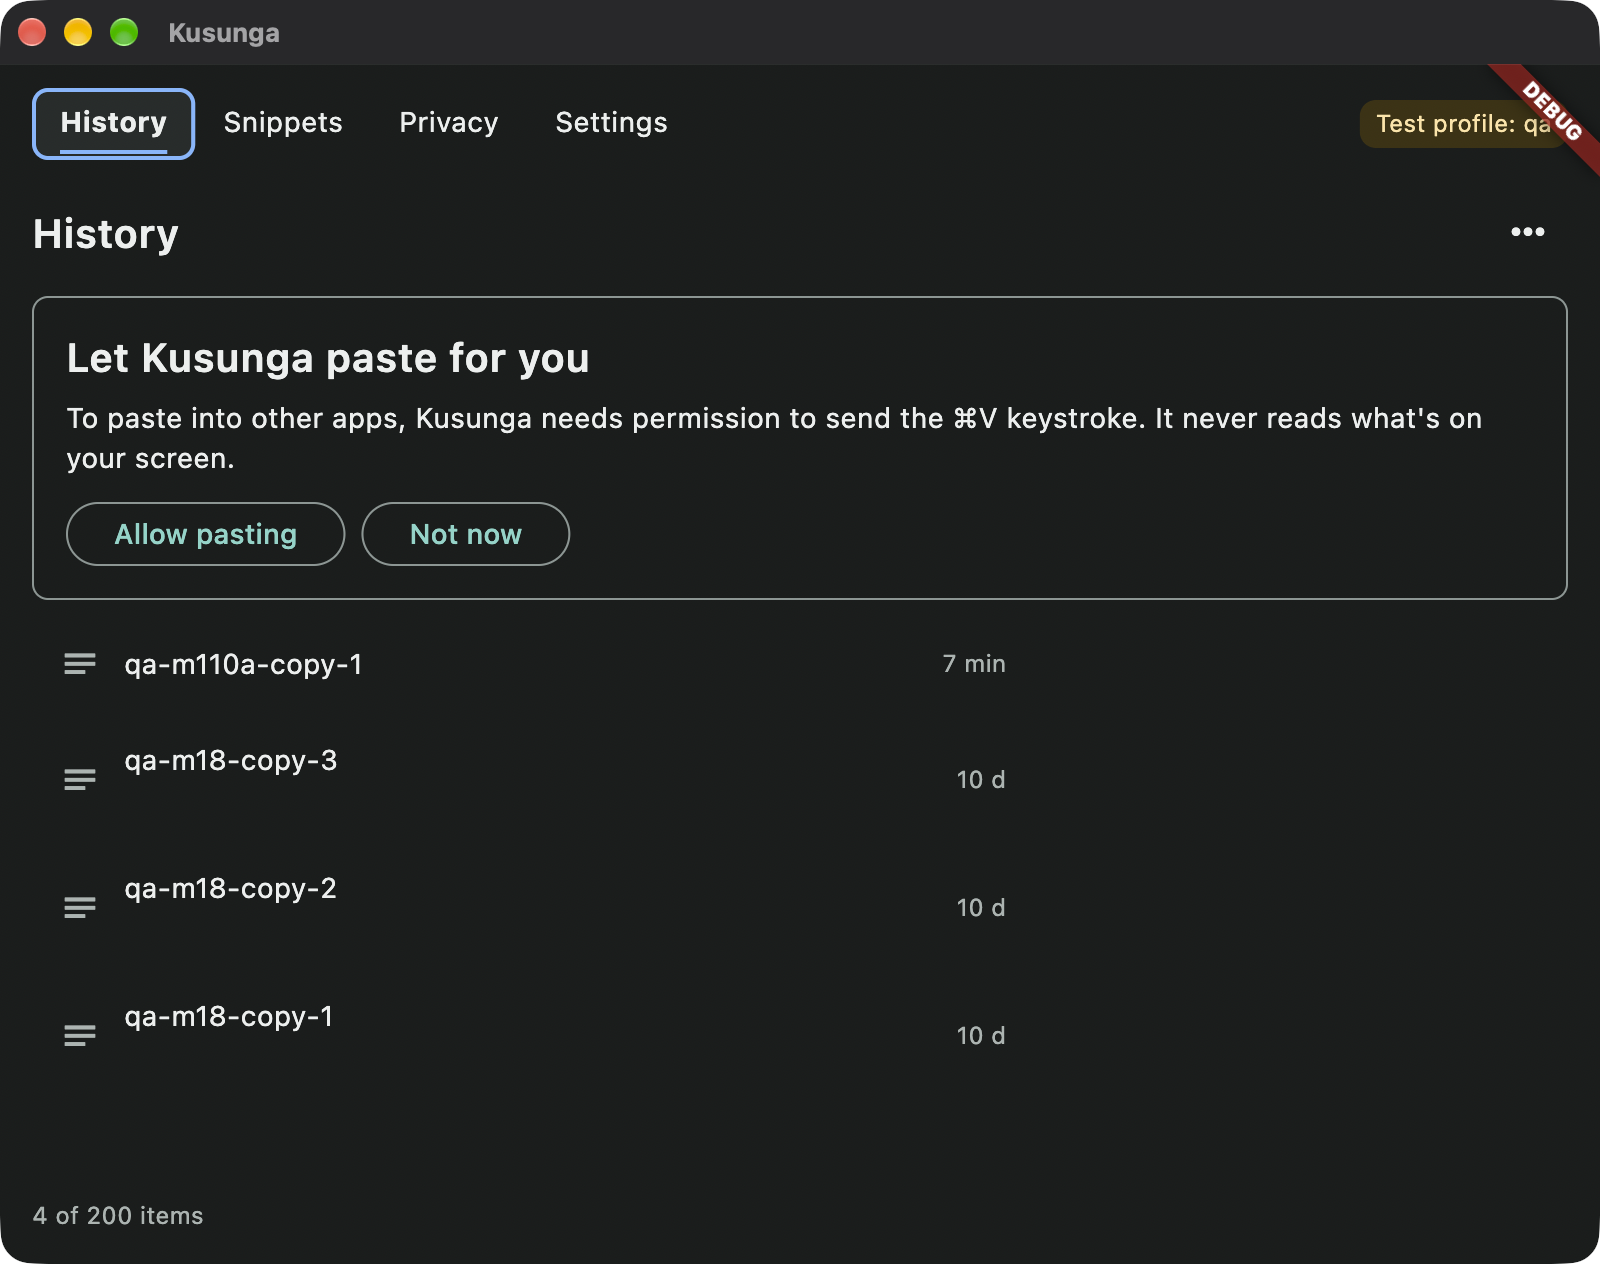 Kusunga
History Snippets Privacy Settings
Test profile: qa
DEBUG
History
Let Kusunga paste for you
To paste into other apps, Kusunga needs permission to send the ⌘V keystroke. It never reads what's on
your screen.
Allow pasting Not now
qa-m110a-copy-1 7 min
qa-m18-copy-3 10 d
qa-m18-copy-2 10 d
qa-m18-copy-1 10 d
4 of 200 items